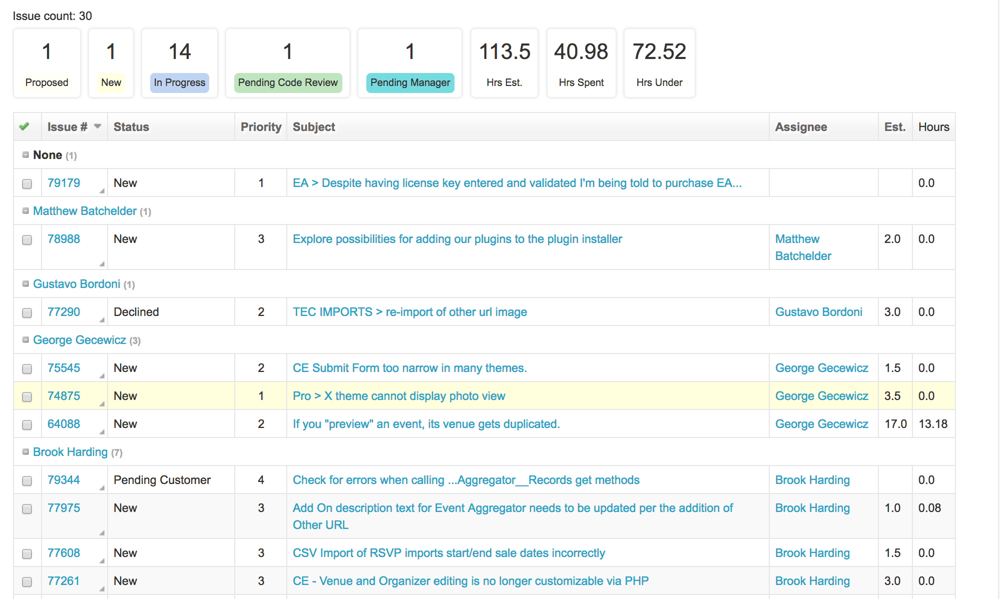 Issue count: 30
1 1 14 1 1 113.5 40.98 72.52
Proposed New In Progress Pending Code Review Pending Manager Hrs Est. Hrs Spent Hrs Under
Issue # Status Priority Subject Assignee Est. Hours
None (1)
79179 New 1 EA > Despite having license key entered and validated I'm being told to purchase EA... 0.0
Matthew Batchelder (1)
78988 New 3 Explore possibilities for adding our plugins to the plugin installer Matthew 2.0 0.0
Batchelder
Gustavo Bordoni (1)
77290 Declined 2 TEC IMPORTS > re-import of other url image Gustavo Bordoni 3.0 0.0
George Gecewicz (3)
75545 New 2 CE Submit Form too narrow in many themes. George Gecewicz 1.5 0.0
74875 New 1 Pro > X theme cannot display photo view George Gecewicz 3.5 0.0
64088 New 2 If you "preview" an event, its venue gets duplicated. George Gecewicz 17.0 13.18
Brook Harding (7)
79344 Pending Customer 4 Check for errors when calling ...Aggregator__Records get methods Brook Harding 0.0
77975 New 3 Add On description text for Event Aggregator needs to be updated per the addition of Brook Harding 1.0 0.08
Other URL
77608 New 3 CSV Import of RSVP imports start/end sale dates incorrectly Brook Harding 1.5 0.0
77261 New 3 CE - Venue and Organizer editing is no longer customizable via PHP Brook Harding 3.0 0.0